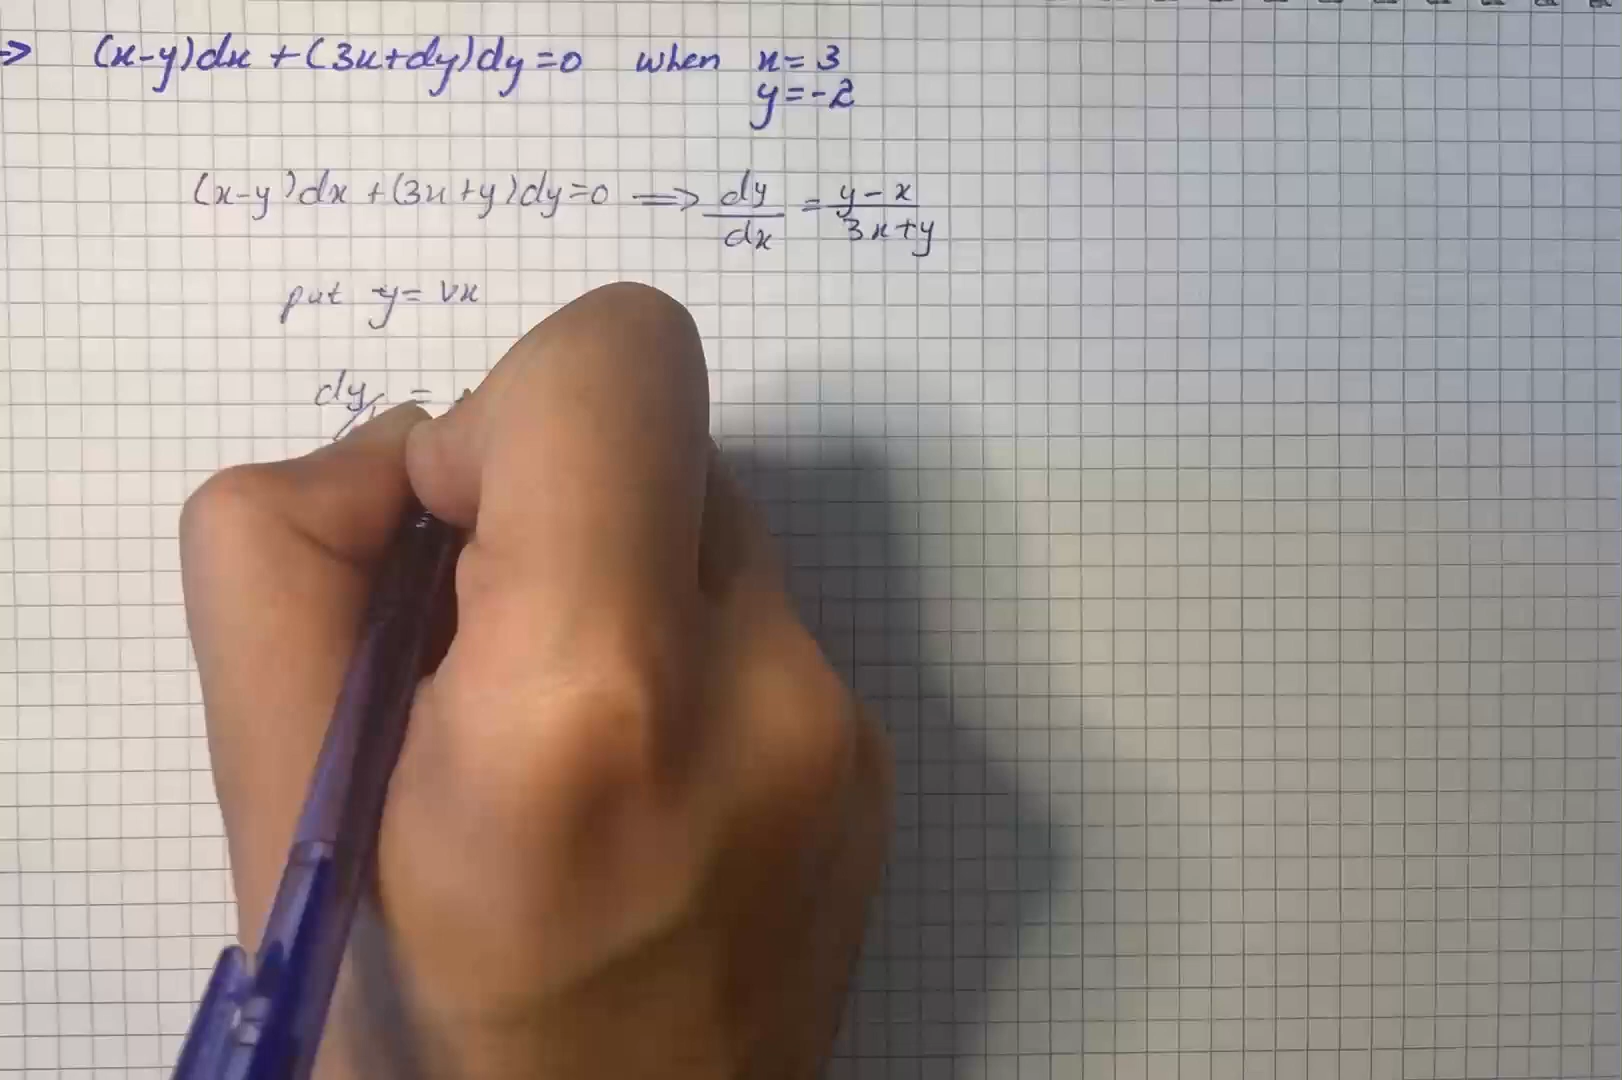 → (x-y)dx + (3x+dy)dy = 0 when x = 3
y = -2
(x-y)dx + (3x+y)dy = 0 ⟹ dy/dx = y-x/3x+y
put y = vx
dy/ =